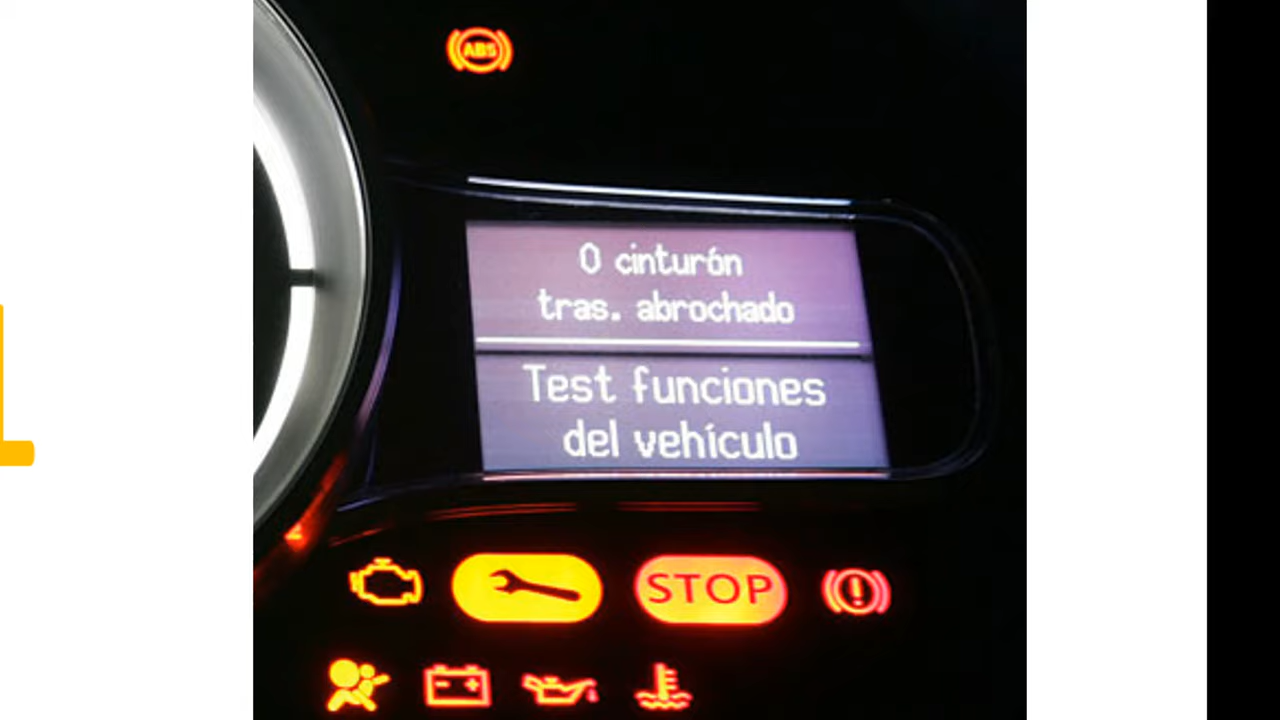 ABS
0 cinturón
tras. abrochado
Test funciones
del vehículo
STOP